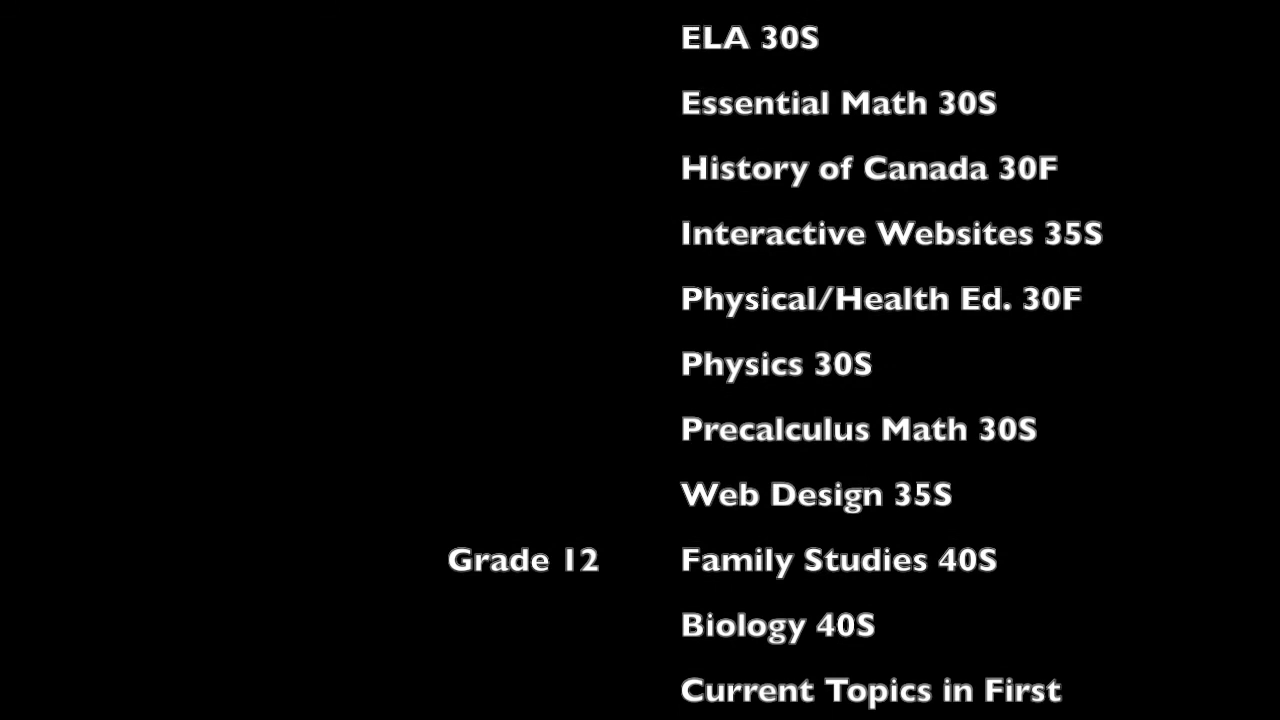 ELA 30S
Essential Math 30S
History of Canada 30F
Interactive Websites 35S
Physical/Health Ed. 30F
Physics 30S
Precalculus Math 30S
Web Design 35S
Grade 12 Family Studies 40S
Biology 40S
Current Topics in First